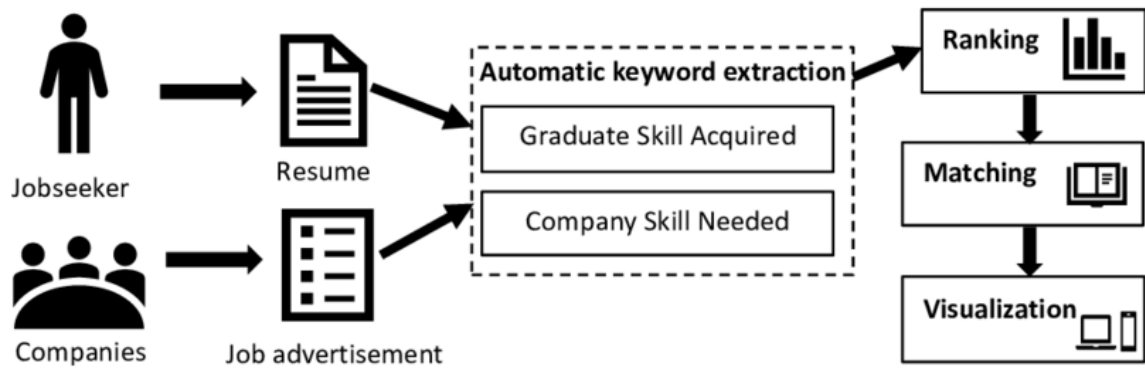 Jobseeker
Resume
Companies
Job advertisement
Automatic keyword extraction
Graduate Skill Acquired
Company Skill Needed
Ranking
Matching
Visualization